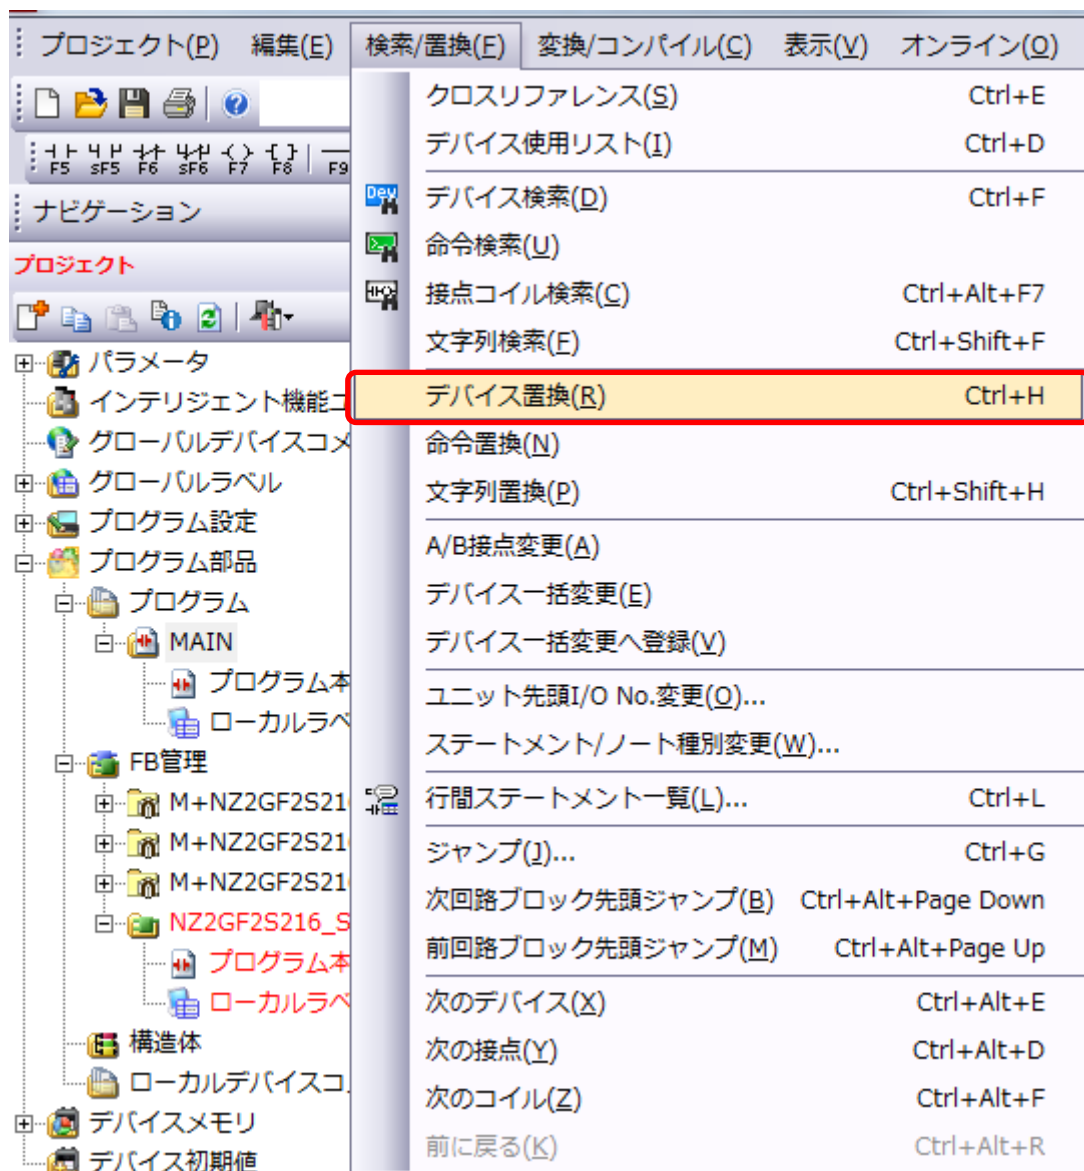 プロジェクト(P) 編集(E) 検索/置換(F) 変換/コンパイル(C) 表示(V) オンライン(O)
F5 sF5 F6 sF6 F7 F8 F9
ナビゲーション
プロジェクト
パラメータ
インテリジェント機能ユ
グローバルデバイスコメ
グローバルラベル
プログラム設定
プログラム部品
プログラム
MAIN
プログラム本
ローカルラベ
FB管理
M+NZ2GF2S216
M+NZ2GF2S21
M+NZ2GF2S216
NZ2GF2S216_S
プログラム本
ローカルラベ
構造体
ローカルデバイスコ
デバイスメモリ
デバイス初期値
クロスリファレンス(S) Ctrl+E
デバイス使用リスト(I) Ctrl+D
Dev
デバイス検索(D) Ctrl+F
命令検索(U)
接点コイル検索(C) Ctrl+Alt+F7
文字列検索(F) Ctrl+Shift+F
デバイス置換(R) Ctrl+H
命令置換(N)
文字列置換(P) Ctrl+Shift+H
A/B接点変更(A)
デバイス一括変更(E)
デバイス一括変更へ登録(V)
ユニット先頭I/O No.変更(O)...
ステートメント/ノート種別変更(W)...
行間ステートメント一覧(L)... Ctrl+L
ジャンプ(J)... Ctrl+G
次回路ブロック先頭ジャンプ(B) Ctrl+Alt+Page Down
前回路ブロック先頭ジャンプ(M) Ctrl+Alt+Page Up
次のデバイス(X) Ctrl+Alt+E
次の接点(Y) Ctrl+Alt+D
次のコイル(Z) Ctrl+Alt+F
前に戻る(K) Ctrl+Alt+R